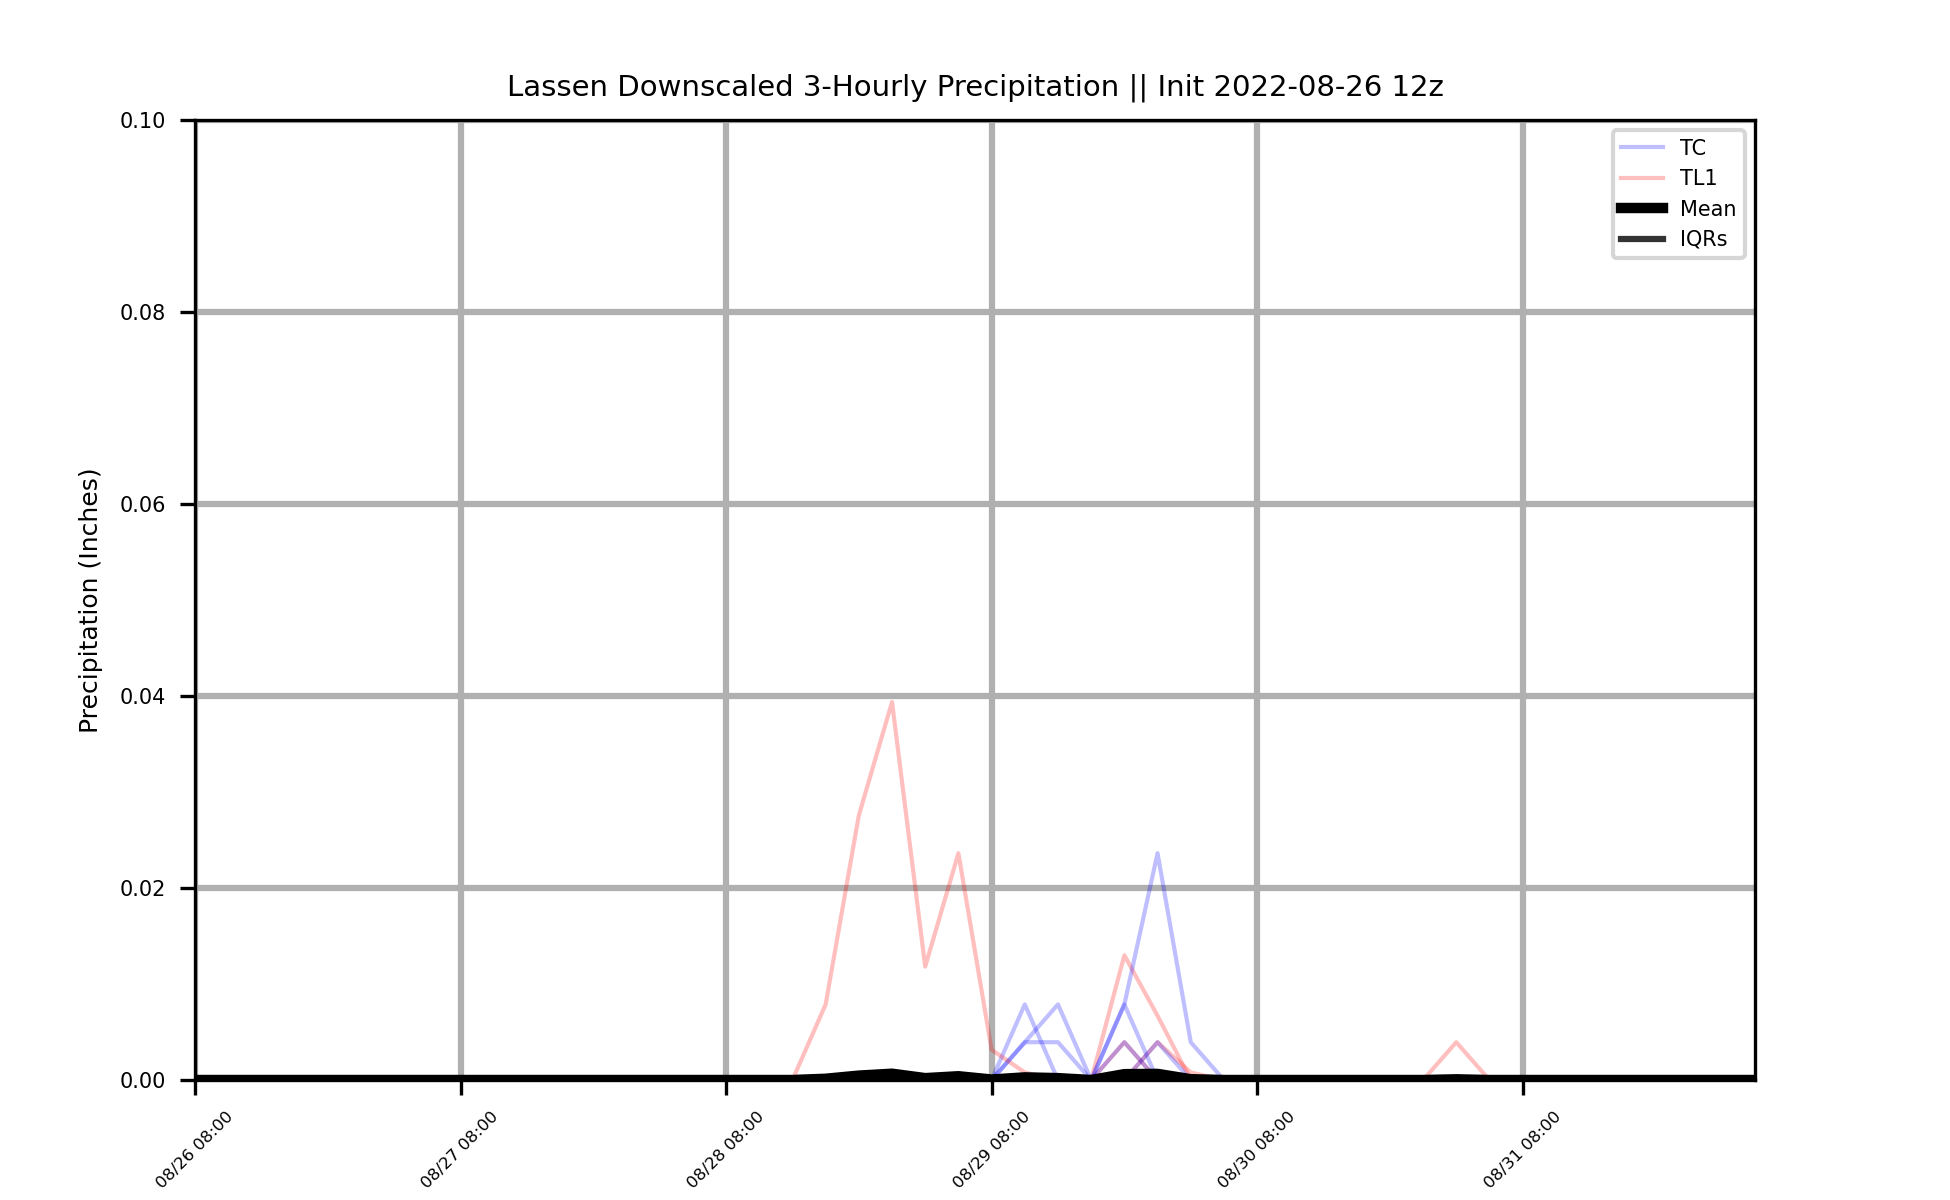 Lassen Downscaled 3-Hourly Precipitation || Init 2022-08-26 12z
0.10
0.08
0.06
0.04
0.02
0.00
Precipitation (Inches)
TC
TL1
Mean
IQRs
08/26 08:00
08/27 08:00
08/28 08:00
08/29 08:00
08/30 08:00
08/31 08:00